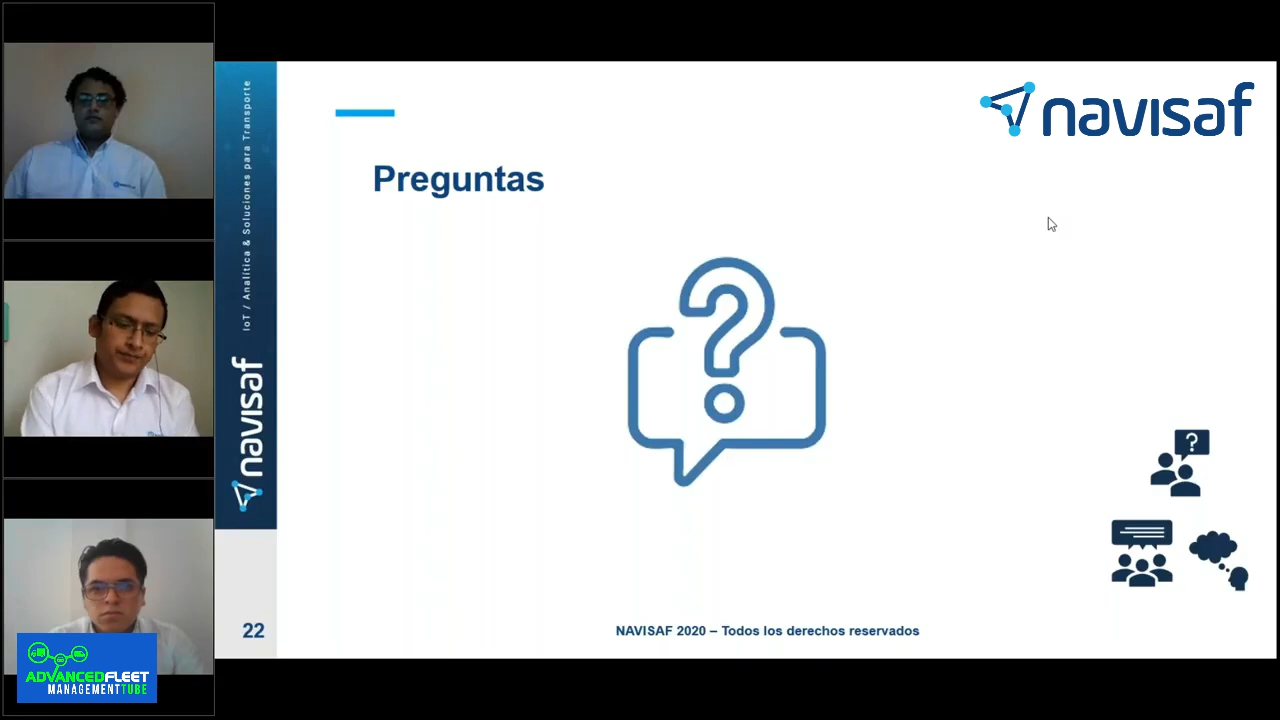 IoT / Analítica & Soluciones para Transporte
navisaf
navisaf
Preguntas
?
?
22
NAVISAF 2020 – Todos los derechos reservados
ADVANCEDFLEET
MANAGEMENTTUBE